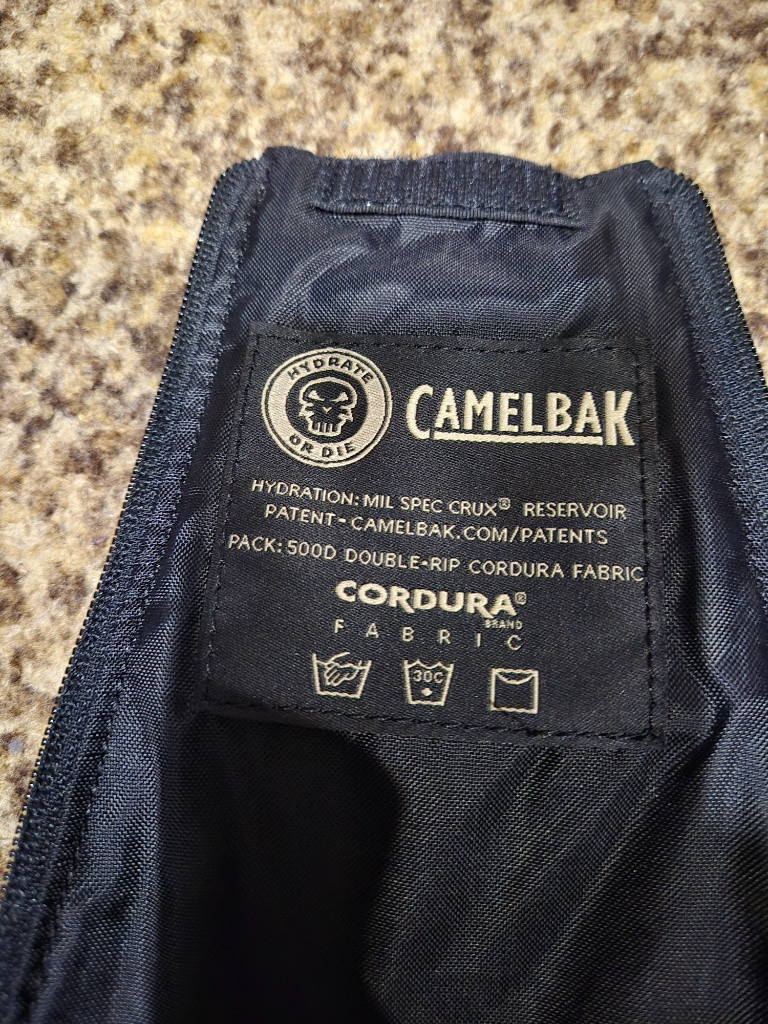 HYDRATE
OR DIE
CAMELBAK
HYDRATION: MIL SPEC CRUX® RESERVOIR
PATENT - CAMELBAK.COM/PATENTS
PACK: 500D DOUBLE-RIP CORDURA FABRIC
CORDURA®
BRAND
FABRIC
30C